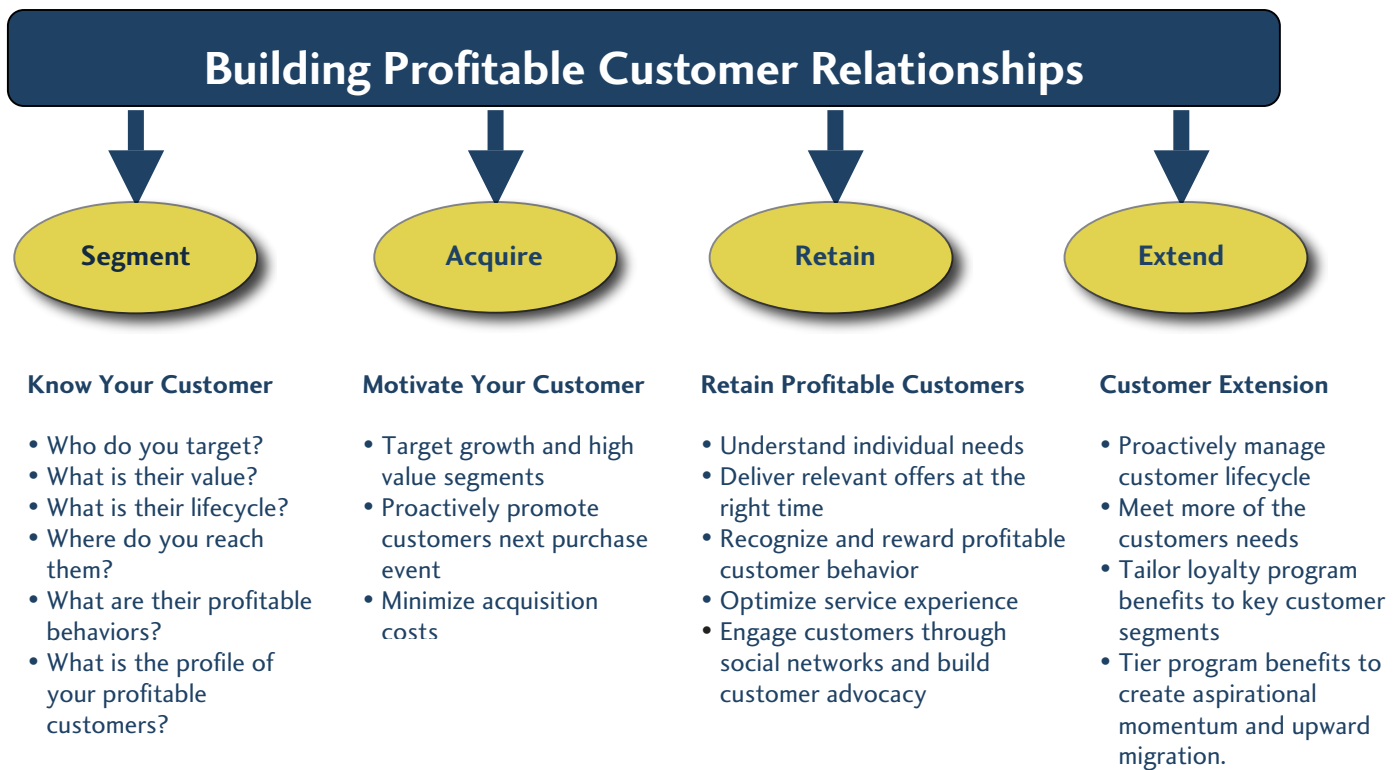 Building Profitable Customer Relationships
Segment
Acquire
Retain
Extend
Know Your Customer
• Who do you target?
• What is their value?
• What is their lifecycle?
• Where do you reach
them?
• What are their profitable
behaviors?
• What is the profile of
your profitable
customers?
Motivate Your Customer
• Target growth and high
value segments
• Proactively promote
customers next purchase
event
• Minimize acquisition
costs
Retain Profitable Customers
• Understand individual needs
• Deliver relevant offers at the
right time
• Recognize and reward profitable
customer behavior
• Optimize service experience
• Engage customers through
social networks and build
customer advocacy
Customer Extension
• Proactively manage
customer lifecycle
• Meet more of the
customers needs
• Tailor loyalty program
benefits to key customer
segments
• Tier program benefits to
create aspirational
momentum and upward
migration.